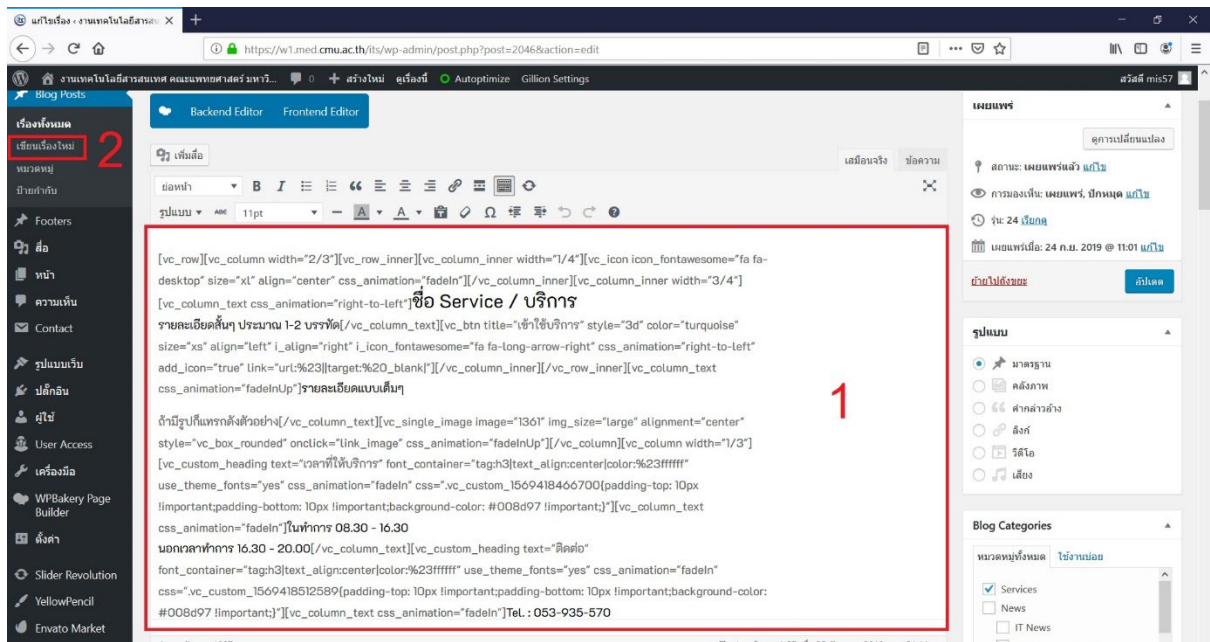 แก้ไขเรื่อง ‹ งานเทคโนโลยีสารสน
https://w1.med.cmu.ac.th/its/wp-admin/post.php?post=2046&action=edit
งานเทคโนโลยีสารสนเทศ คณะแพทยศาสตร์ มหาวิ... 0 + สร้างใหม่ ดูเรื่องนี้ Autoptimize Gillion Settings สวัสดี mis57
Blog Posts
เรื่องทั้งหมด
เขียนเรื่องใหม่
2
หมวดหมู่
ป้ายกำกับ
Footers
สื่อ
หน้า
ความเห็น
Contact
รูปแบบเว็บ
ปลั๊กอิน
ผู้ใช้
User Access
เครื่องมือ
WPBakery Page
Builder
ตั้งค่า
Slider Revolution
YellowPencil
Envato Market
Backend Editor Frontend Editor
เพิ่มสื่อ
เสมือนจริง ข้อความ
ย่อหน้า B I
รูปแบบ ABC 11pt A A Ω
[vc_row][vc_column width="2/3"][vc_row_inner][vc_column_inner width="1/4"][vc_icon icon_fontawesome="fa fa-
desktop" size="xl" align="center" css_animation="fadeIn"][/vc_column_inner][vc_column_inner width="3/4"]
[vc_column_text css_animation="right-to-left"]ชื่อ Service / บริการ
รายละเอียดสั้นๆ ประมาณ 1-2 บรรทัด[/vc_column_text][vc_btn title="เข้าใช้บริการ" style="3d" color="turquoise"
size="xs" align="left" i_align="right" i_icon_fontawesome="fa fa-long-arrow-right" css_animation="right-to-left"
add_icon="true" link="url:%23||target:%20_blank|"][/vc_column_inner][/vc_row_inner][vc_column_text
css_animation="fadeInUp"]รายละเอียดแบบเต็มๆ
1
ถ้ามีรูปก็แทรกดังตัวอย่าง[/vc_column_text][vc_single_image image="1361" img_size="large" alignment="center"
style="vc_box_rounded" onclick="link_image" css_animation="fadeInUp"][/vc_column][vc_column width="1/3"]
[vc_custom_heading text="เวลาที่ให้บริการ" font_container="tag:h3|text_align:center|color:%23ffffff"
use_theme_fonts="yes" css_animation="fadeIn" css=".vc_custom_1569418466700{padding-top: 10px
!important;padding-bottom: 10px !important;background-color: #008d97 !important;}"][vc_column_text
css_animation="fadeIn"]ในทำการ 08.30 - 16.30
นอกเวลาทำการ 16.30 - 20.00[/vc_column_text][vc_custom_heading text="ติดต่อ"
font_container="tag:h3|text_align:center|color:%23ffffff" use_theme_fonts="yes" css_animation="fadeIn"
css=".vc_custom_1569418512589{padding-top: 10px !important;padding-bottom: 10px !important;background-color:
#008d97 !important;}"][vc_column_text css_animation="fadeIn"]Tel. : 053-935-570
เผยแพร่
ดูการเปลี่ยนแปลง
สถานะ: เผยแพร่แล้ว แก้ไข
การมองเห็น: เผยแพร่, ปักหมุด แก้ไข
รุ่น: 24 เรียกดู
เผยแพร่เมื่อ: 24 ก.ย. 2019 @ 11:01 แก้ไข
ย้ายไปถังขยะ อัปเดต
รูปแบบ
มาตรฐาน
คลังภาพ
คำกล่าวอ้าง
ลิงก์
วิดีโอ
เสียง
Blog Categories
หมวดหมู่ทั้งหมด ใช้งานบ่อย
Services
News
IT News